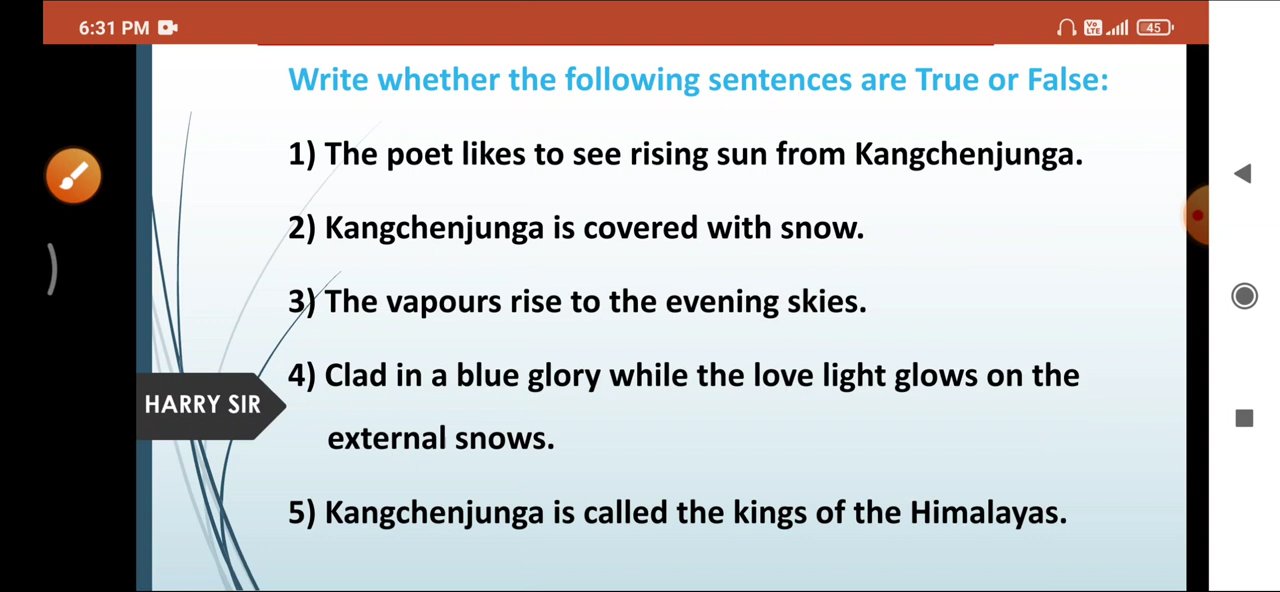 6:31 PM
Vo LTE
45
Write whether the following sentences are True or False:
1) The poet likes to see rising sun from Kangchenjunga.
2) Kangchenjunga is covered with snow.
3) The vapours rise to the evening skies.
4) Clad in a blue glory while the love light glows on the
external snows.
HARRY SIR
5) Kangchenjunga is called the kings of the Himalayas.